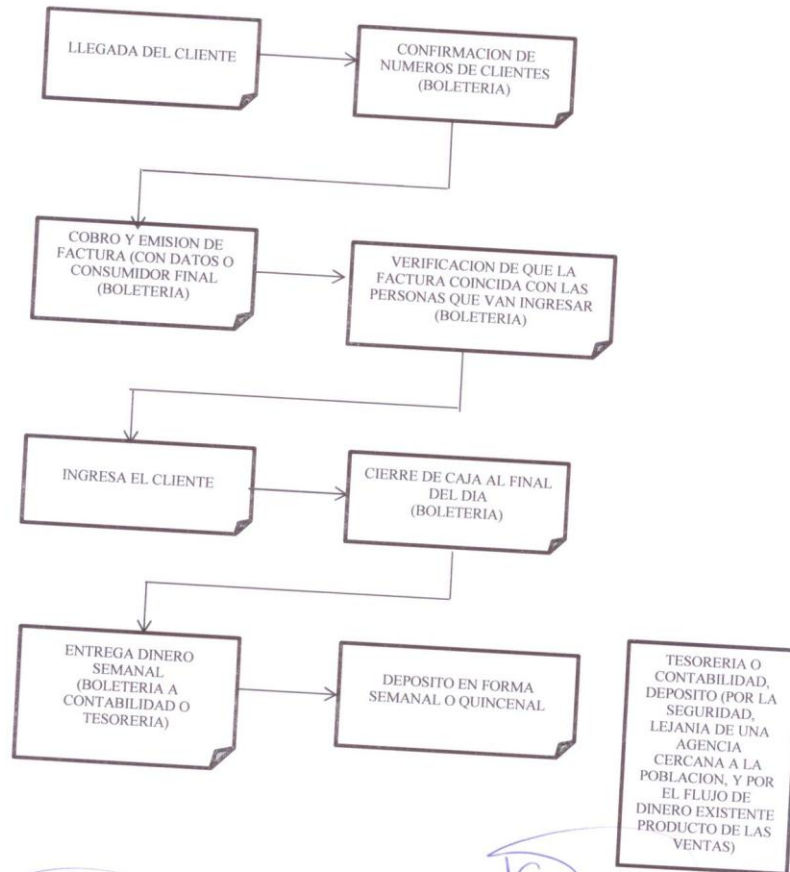 LLEGADA DEL CLIENTE
CONFIRMACION DE
NUMEROS DE CLIENTES
(BOLETERIA)
COBRO Y EMISION DE
FACTURA (CON DATOS O
CONSUMIDOR FINAL
(BOLETERIA)
VERIFICACION DE QUE LA
FACTURA COINCIDA CON LAS
PERSONAS QUE VAN INGRESAR
(BOLETERIA)
INGRESA EL CLIENTE
CIERRE DE CAJA AL FINAL
DEL DIA
(BOLETERIA)
ENTREGA DINERO
SEMANAL
(BOLETERIA A
CONTABILIDAD O
TESORERIA)
DEPOSITO EN FORMA
SEMANAL O QUINCENAL
TESORERIA O
CONTABILIDAD,
DEPOSITO (POR LA
SEGURIDAD,
LEJANIA DE UNA
AGENCIA
CERCANA A LA
POBLACION, Y POR
EL FLUJO DE
DINERO EXISTENTE
PRODUCTO DE LAS
VENTAS)